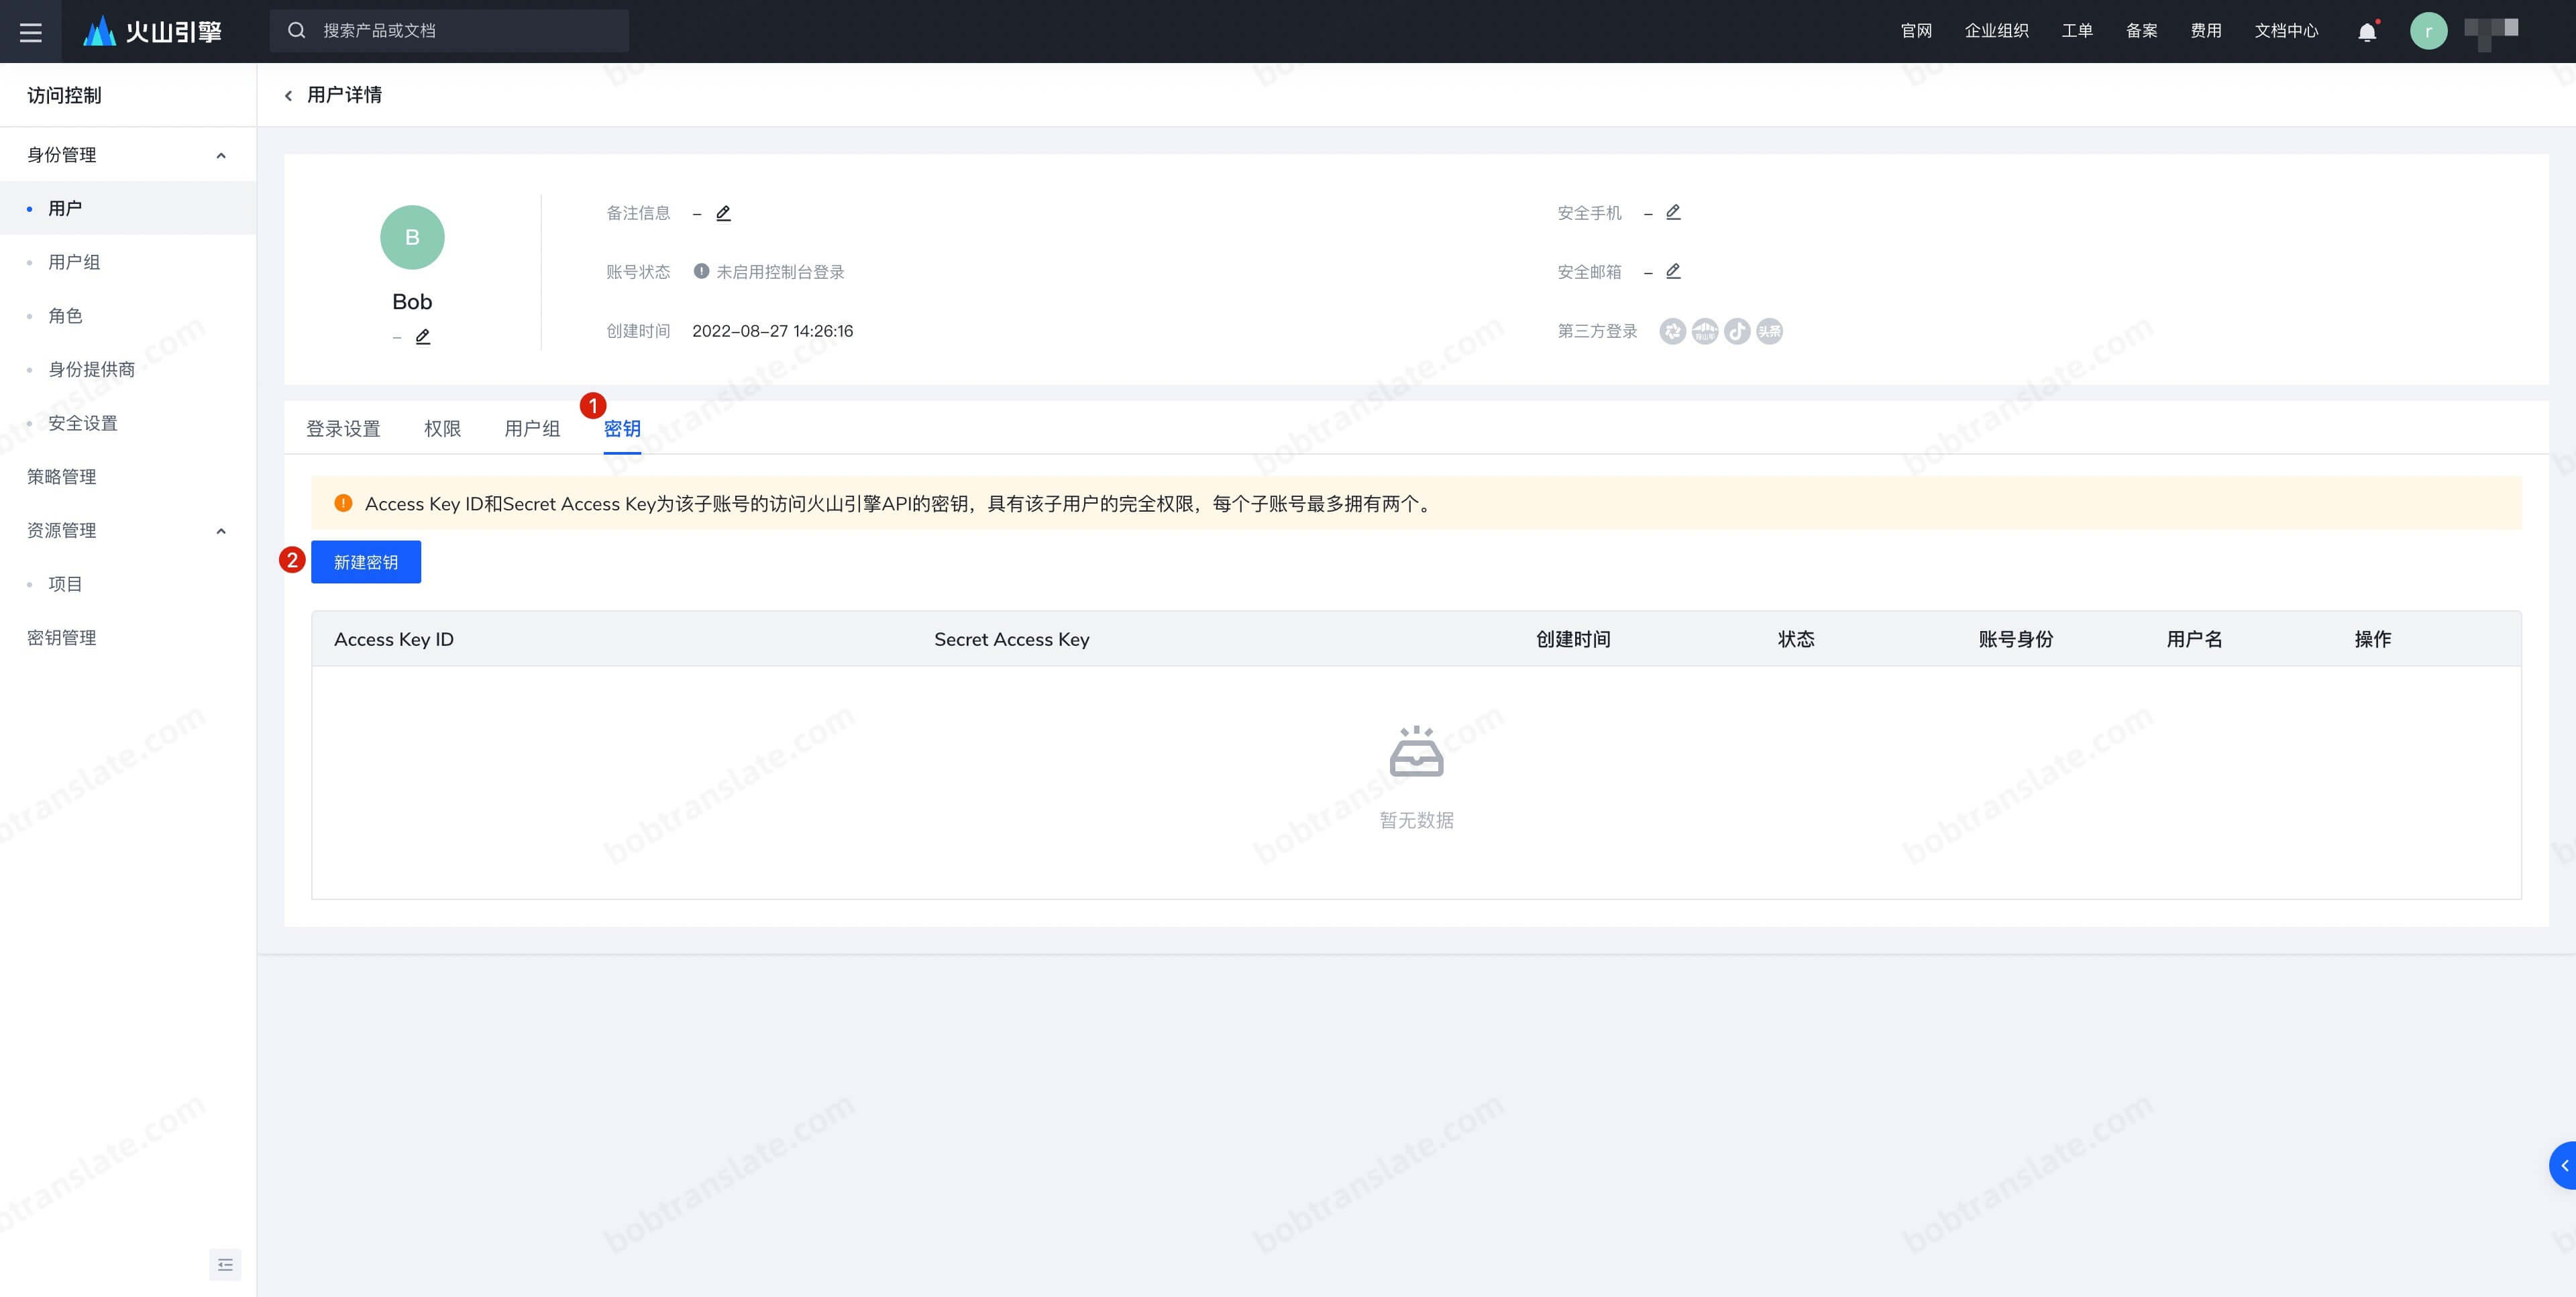 火山引擎
搜索产品或文档
官网 企业组织 工单 备案 费用 文档中心
r
访问控制
用户详情
身份管理
用户
用户组
角色
身份提供商
安全设置
策略管理
资源管理
项目
密钥管理
B
Bob
–
备注信息 –
账号状态 未启用控制台登录
创建时间 2022-08-27 14:26:16
安全手机 –
安全邮箱 –
第三方登录 头条
1
登录设置 权限 用户组 密钥
Access Key ID和Secret Access Key为该子账号的访问火山引擎API的密钥，具有该子用户的完全权限，每个子账号最多拥有两个。
2
新建密钥
Access Key ID Secret Access Key 创建时间 状态 账号身份 用户名 操作
暂无数据
bobtranslate.com